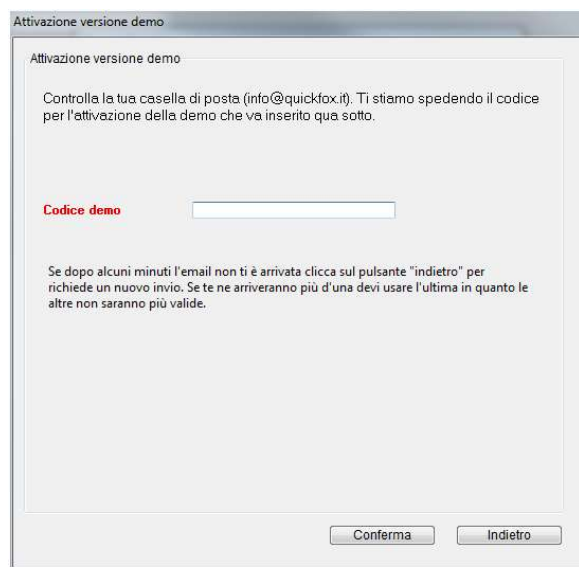 Attivazione versione demo
Attivazione versione demo
Controlla la tua casella di posta (info@quickfox.it). Ti stiamo spedendo il codice
per l'attivazione della demo che va inserito qua sotto.
Codice demo
Se dopo alcuni minuti l'email non ti è arrivata clicca sul pulsante "indietro" per
richiede un nuovo invio. Se te ne arriveranno più d'una devi usare l'ultima in quanto le
altre non saranno più valide.
Conferma
Indietro